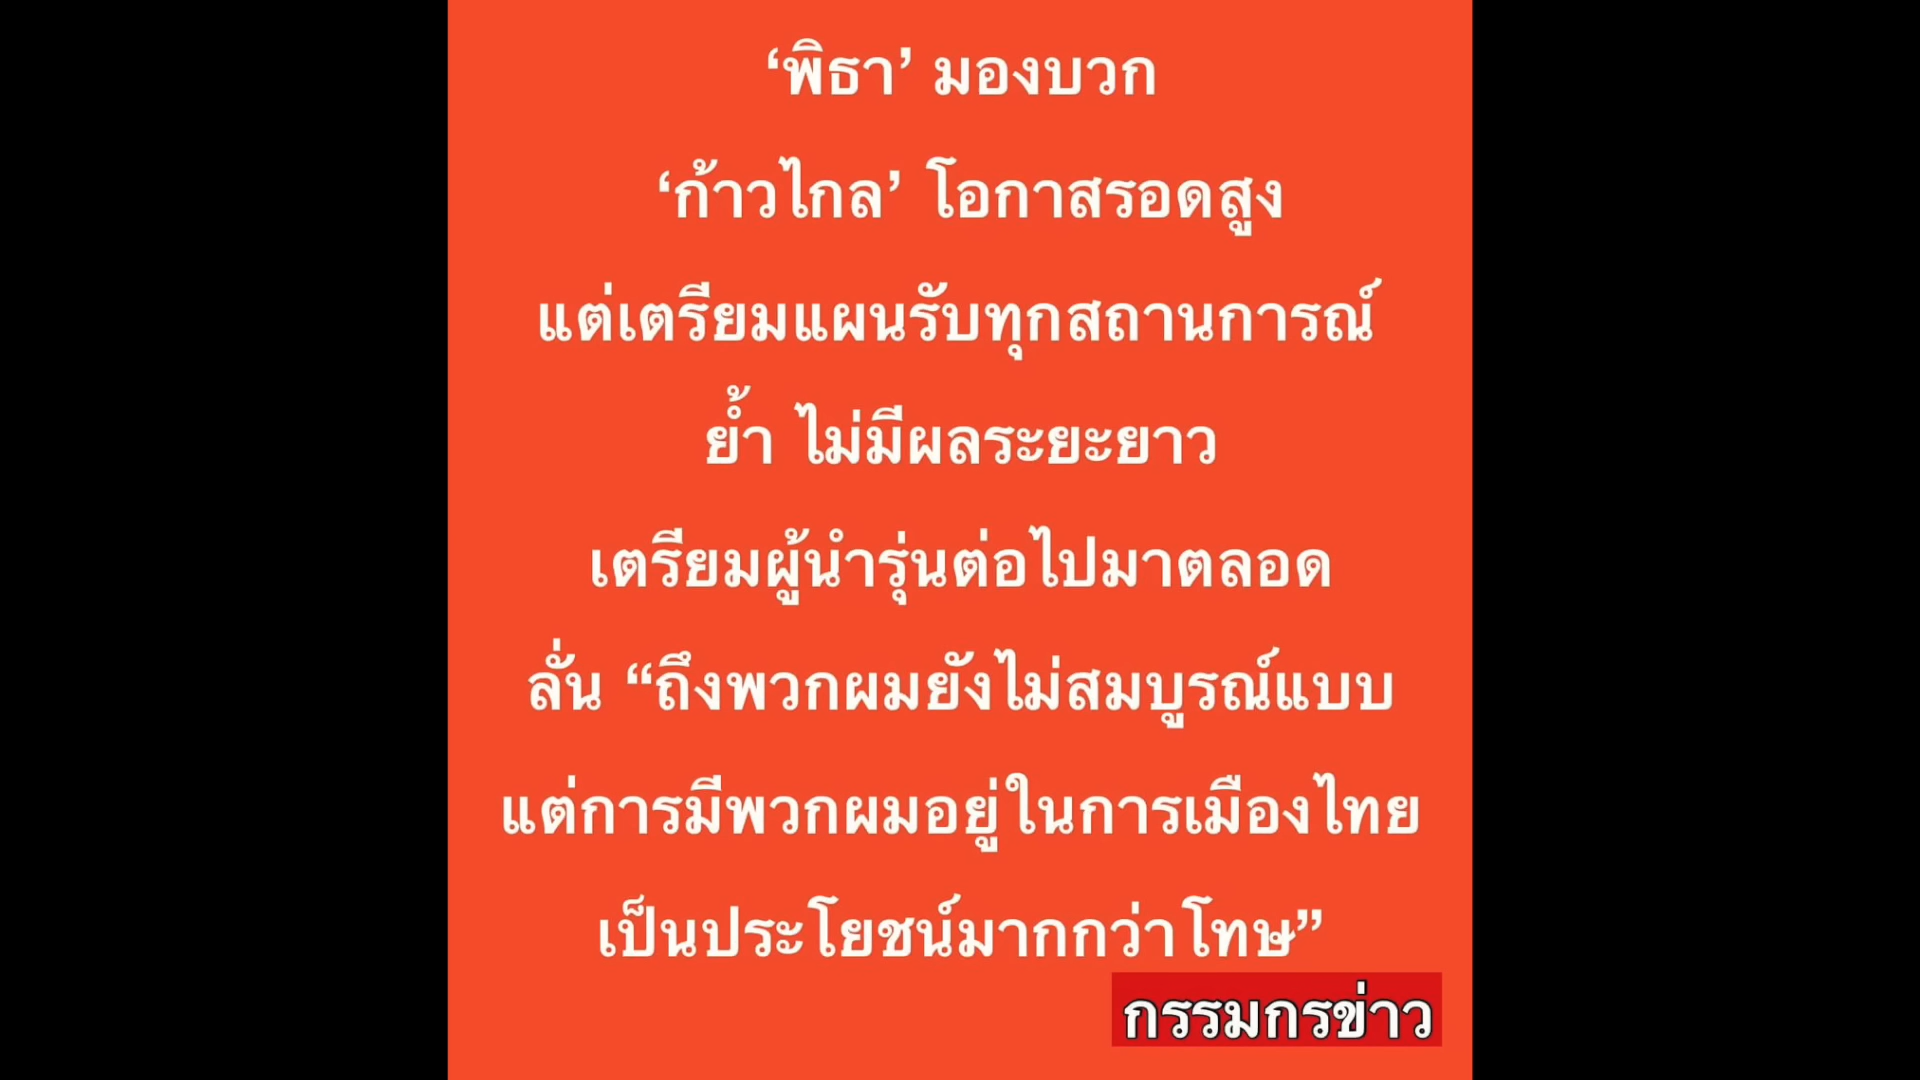 ‘พิธา’ มองบวก
‘ก้าวไกล’ โอกาสรอดสูง
แต่เตรียมแผนรับทุกสถานการณ์
ย้ำ ไม่มีผลระยะยาว
เตรียมผู้นำรุ่นต่อไปมาตลอด
ลั่น “ถึงพวกผมยังไม่สมบูรณ์แบบ
แต่การมีพวกผมอยู่ในการเมืองไทย
เป็นประโยชน์มากกว่าโทษ”
กรรมกรข่าว